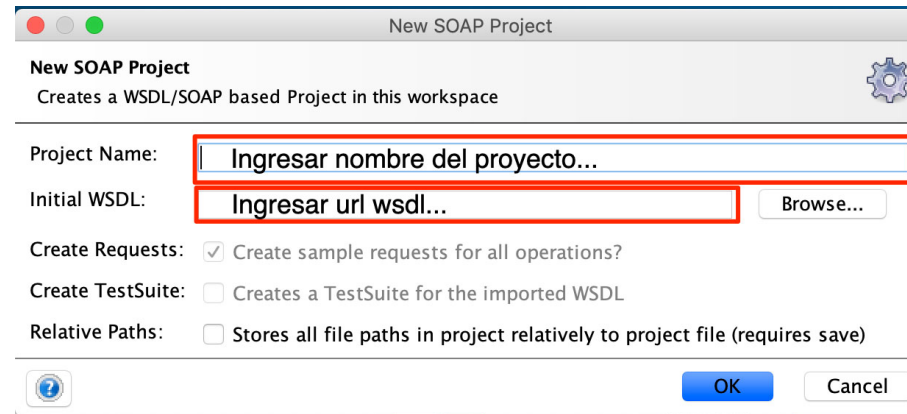 New SOAP Project
New SOAP Project
Creates a WSDL/SOAP based Project in this workspace
Project Name: Ingresar nombre del proyecto...
Initial WSDL: Ingresar url wsdl... Browse...
Create Requests: Create sample requests for all operations?
Create TestSuite: Creates a TestSuite for the imported WSDL
Relative Paths: Stores all file paths in project relatively to project file (requires save)
? OK Cancel